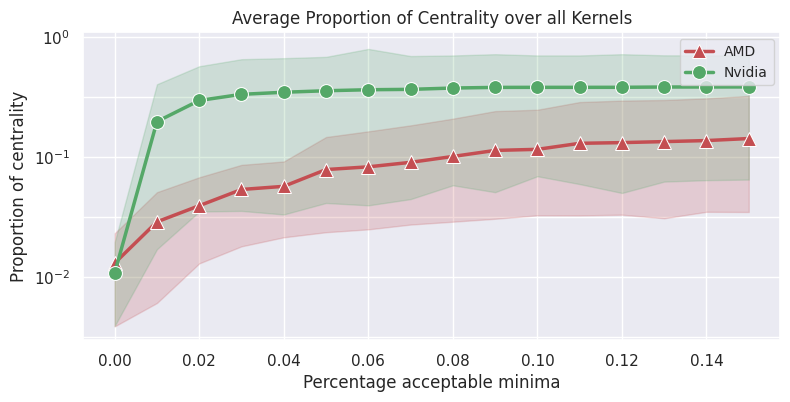 Average Proportion of Centrality over all Kernels
AMD
Nvidia
Proportion of centrality
10⁰
10⁻¹
10⁻²
0.00 0.02 0.04 0.06 0.08 0.10 0.12 0.14
Percentage acceptable minima